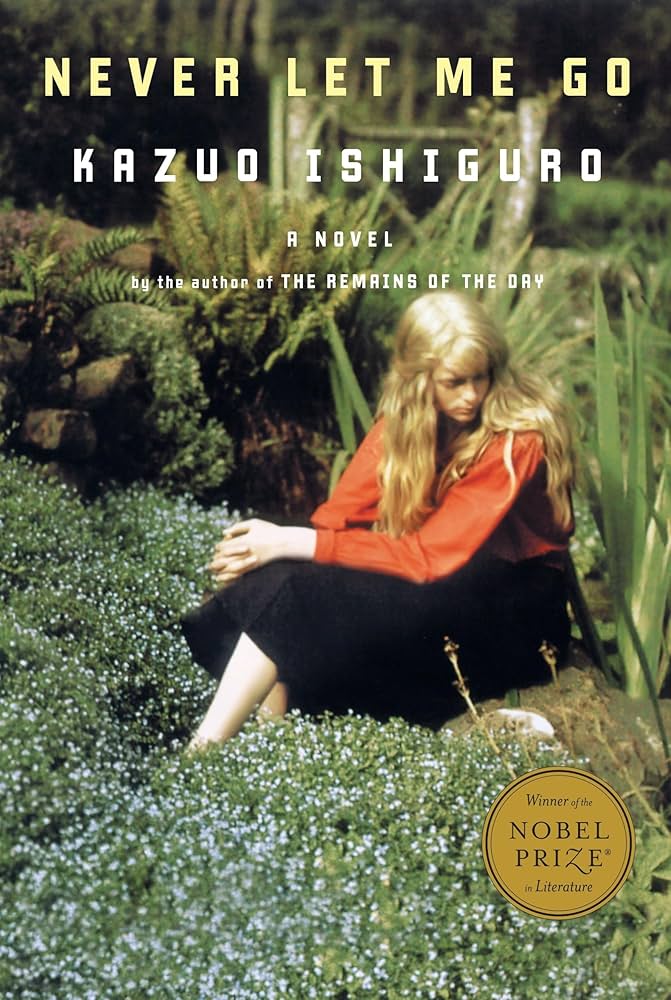 NEVER LET ME GO
KAZUO ISHIGURO
A NOVEL
by the author of THE REMAINS OF THE DAY
Winner of the
NOBEL
PRIZE®
in Literature